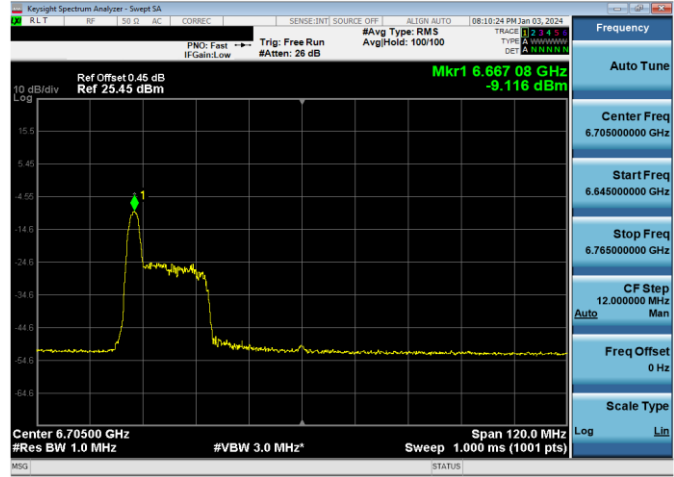 Keysight Spectrum Analyzer - Swept SA
RLT RF 50 Ω AC CORREC SENSE:INT SOURCE OFF ALIGN AUTO 08:10:24 PM Jan 03, 2024
#Avg Type: RMS TRACE 1 2 3 4 5 6
PNO: Fast Trig: Free Run Avg|Hold: 100/100 TYPE A WWWWW
IFGain:Low #Atten: 26 dB DET A N N N N N
Mkr1 6.667 08 GHz
-9.116 dBm
Ref Offset 0.45 dB
10 dB/div Ref 25.45 dBm
Log
15.5
5.45
-4.55
1
-14.6
-24.6
-34.6
-44.6
-54.6
-64.6
Center 6.70500 GHz Span 120.0 MHz
#Res BW 1.0 MHz #VBW 3.0 MHz* Sweep 1.000 ms (1001 pts)
MSG STATUS
Frequency
Auto Tune
Center Freq
6.705000000 GHz
Start Freq
6.645000000 GHz
Stop Freq
6.765000000 GHz
CF Step
12.000000 MHz
Auto Man
Freq Offset
0 Hz
Scale Type
Log Lin